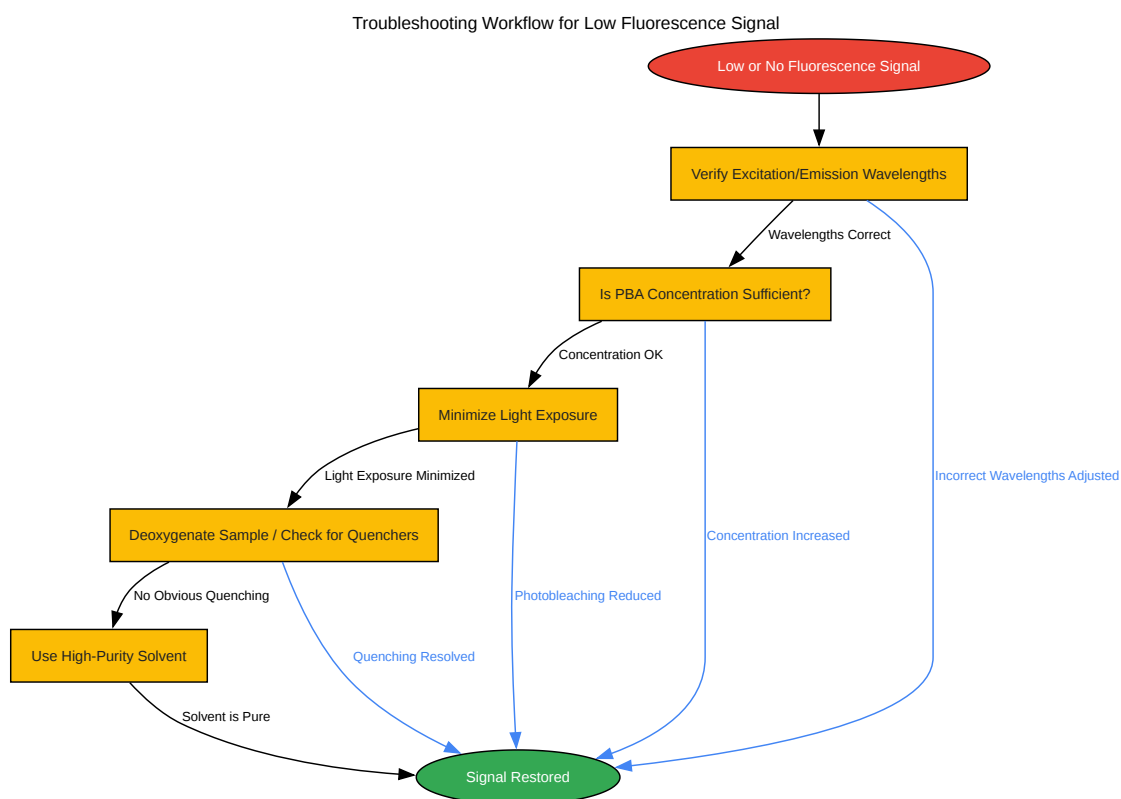 Troubleshooting Workflow for Low Fluorescence Signal
Low or No Fluorescence Signal
Verify Excitation/Emission Wavelengths
Wavelengths Correct
Is PBA Concentration Sufficient?
Concentration OK
Minimize Light Exposure
Light Exposure Minimized
Incorrect Wavelengths Adjusted
Deoxygenate Sample / Check for Quenchers
Concentration Increased
No Obvious Quenching
Photobleaching Reduced
Use High-Purity Solvent
Quenching Resolved
Solvent is Pure
Signal Restored